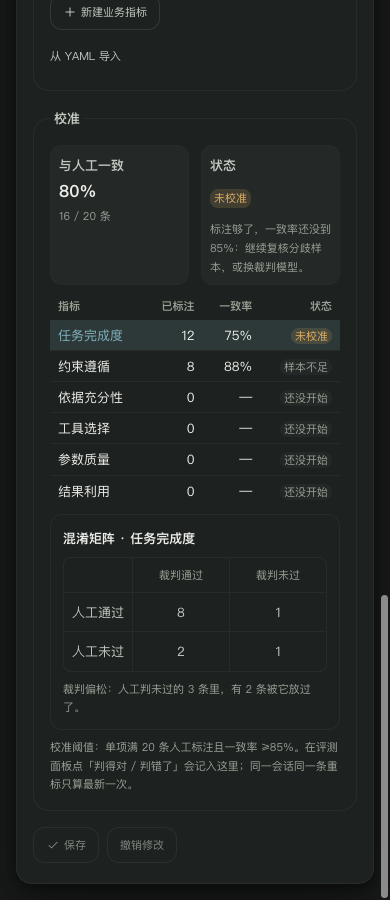 + 新建业务指标
从 YAML 导入
校准
与人工一致
80%
16 / 20 条
状态
未校准
标注够了，一致率还没到
85%：继续复核分歧样
本，或换裁判模型。
指标 已标注 一致率 状态
任务完成度 12 75% 未校准
约束遵循 8 88% 样本不足
依据充分性 0 — 还没开始
工具选择 0 — 还没开始
参数质量 0 — 还没开始
结果利用 0 — 还没开始
混淆矩阵 · 任务完成度
裁判通过 裁判未过
人工通过 8 1
人工未过 2 1
裁判偏松：人工判未过的 3 条里，有 2 条被它放过
了。
校准阈值：单项满 20 条人工标注且一致率 ≥85%。在评测
面板点「判得对 / 判错了」会记入这里；同一会话同一条重
标只算最新一次。
✓ 保存 撤销修改